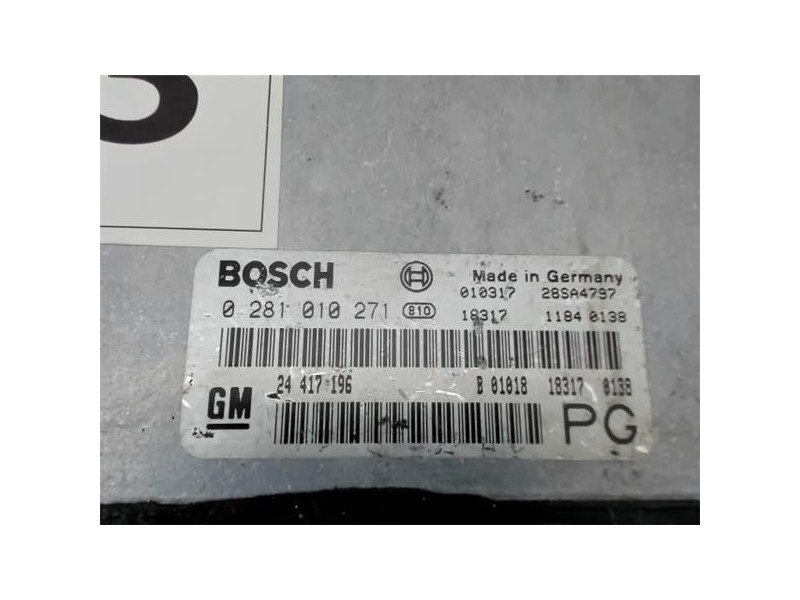 BOSCH
Made in Germany
0 281 010 271 810
010317 28SA4797
18317 1184 0138
24 417 196 B 01018 18317 0138
GM
PG